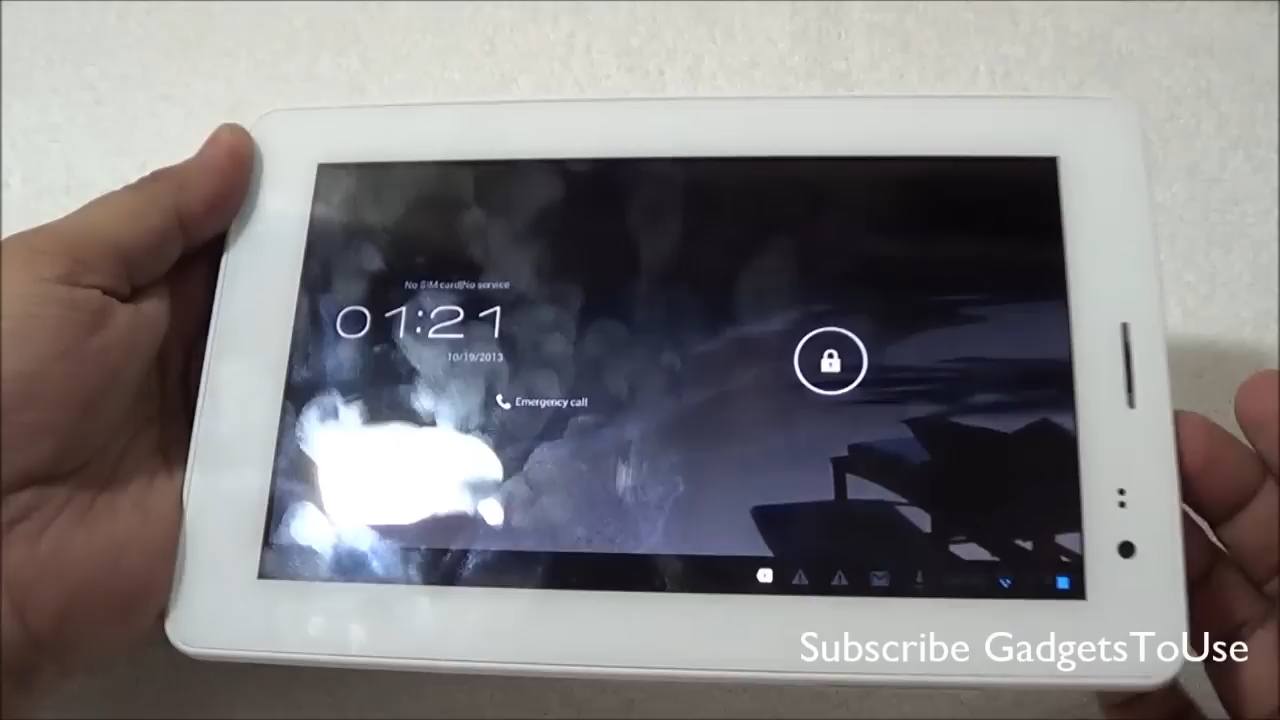 No SIM card|No service
01:21
10/19/2013
Emergency call
Subscribe GadgetsToUse